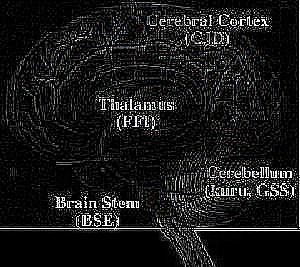 Cerebral Cortex
(CJD)
Thalamus
(FFI)
Cerebellum
(kuru, GSS)
Brain Stem
(BSE)